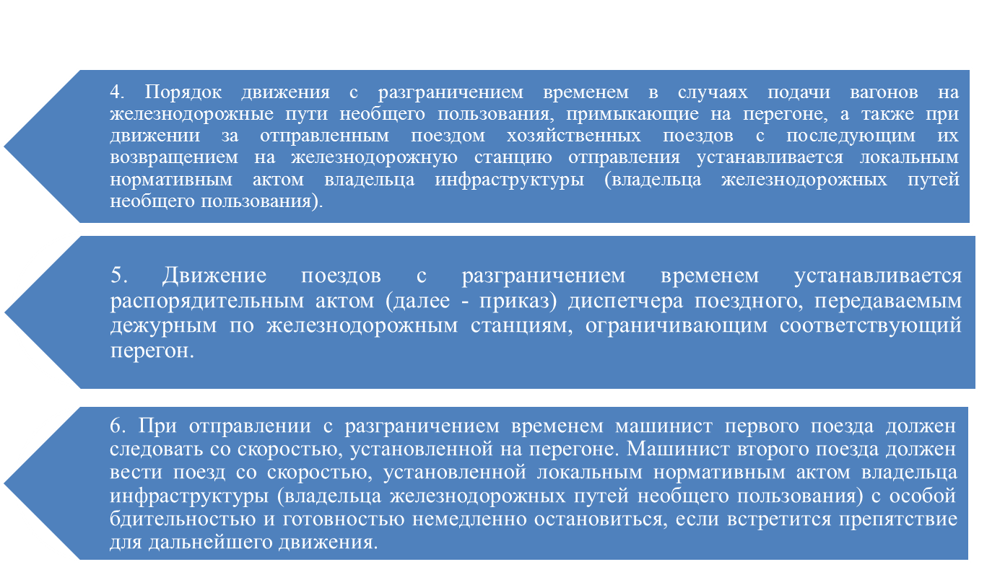 4. Порядок движения с разграничением временем в случаях подачи вагонов на
железнодорожные пути необщего пользования, примыкающие на перегоне, а также при
движении за отправленным поездом хозяйственных поездов с последующим их
возвращением на железнодорожную станцию отправления устанавливается локальным
нормативным актом владельца инфраструктуры (владельца железнодорожных путей
необщего пользования).
5. Движение поездов с разграничением временем устанавливается
распорядительным актом (далее - приказ) диспетчера поездного, передаваемым
дежурным по железнодорожным станциям, ограничивающим соответствующий
перегон.
6. При отправлении с разграничением временем машинист первого поезда должен
следовать со скоростью, установленной на перегоне. Машинист второго поезда должен
вести поезд со скоростью, установленной локальным нормативным актом владельца
инфраструктуры (владельца железнодорожных путей необщего пользования) с особой
бдительностью и готовностью немедленно остановиться, если встретится препятствие
для дальнейшего движения.